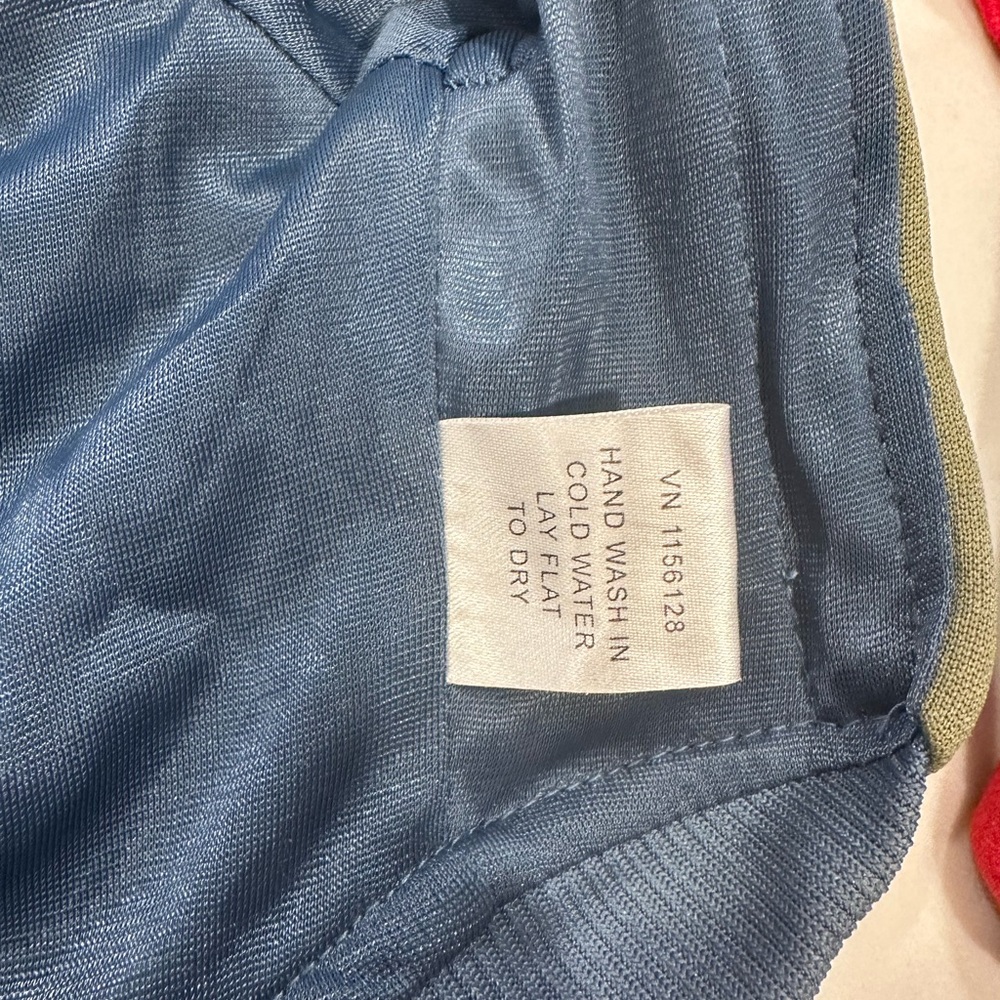 VN 1156128
HAND WASH IN
COLD WATER
LAY FLAT
TO DRY